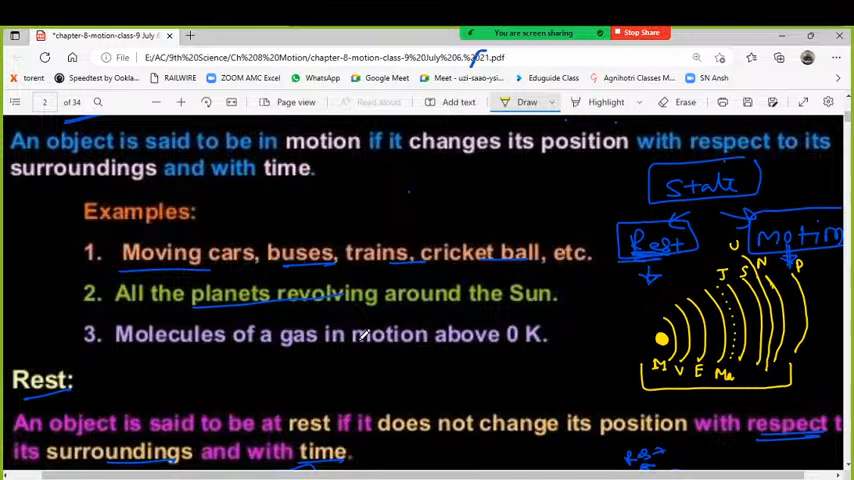 *chapter-8-motion-class-9 July 6
You are screen sharing
Stop Share
File
E:/AC/9th%20Science/Ch%208%20Motion/chapter-8-motion-class-9%20July%206.%2021.pdf
torent
Speedtest by Ookla...
RAILWIRE
ZOOM AMC Excel
WhatsApp
Google Meet
Meet - uzi-saao-ysi...
Eduguide Class
Agnihotri Classes M...
SN Ansh
2
of 34
Page view
Read aloud
Add text
Draw
Highlight
Erase
An object is said to be in motion if it changes its position with respect to its
surroundings and with time.
State
Rest
Motion
Examples:
1. Moving cars, buses, trains, cricket ball, etc.
2. All the planets revolving around the Sun.
3. Molecules of a gas in motion above 0 K.
M V E Ma J S U N P
Rest:
An object is said to be at rest if it does not change its position with respect t
its surroundings and with time.
Rest